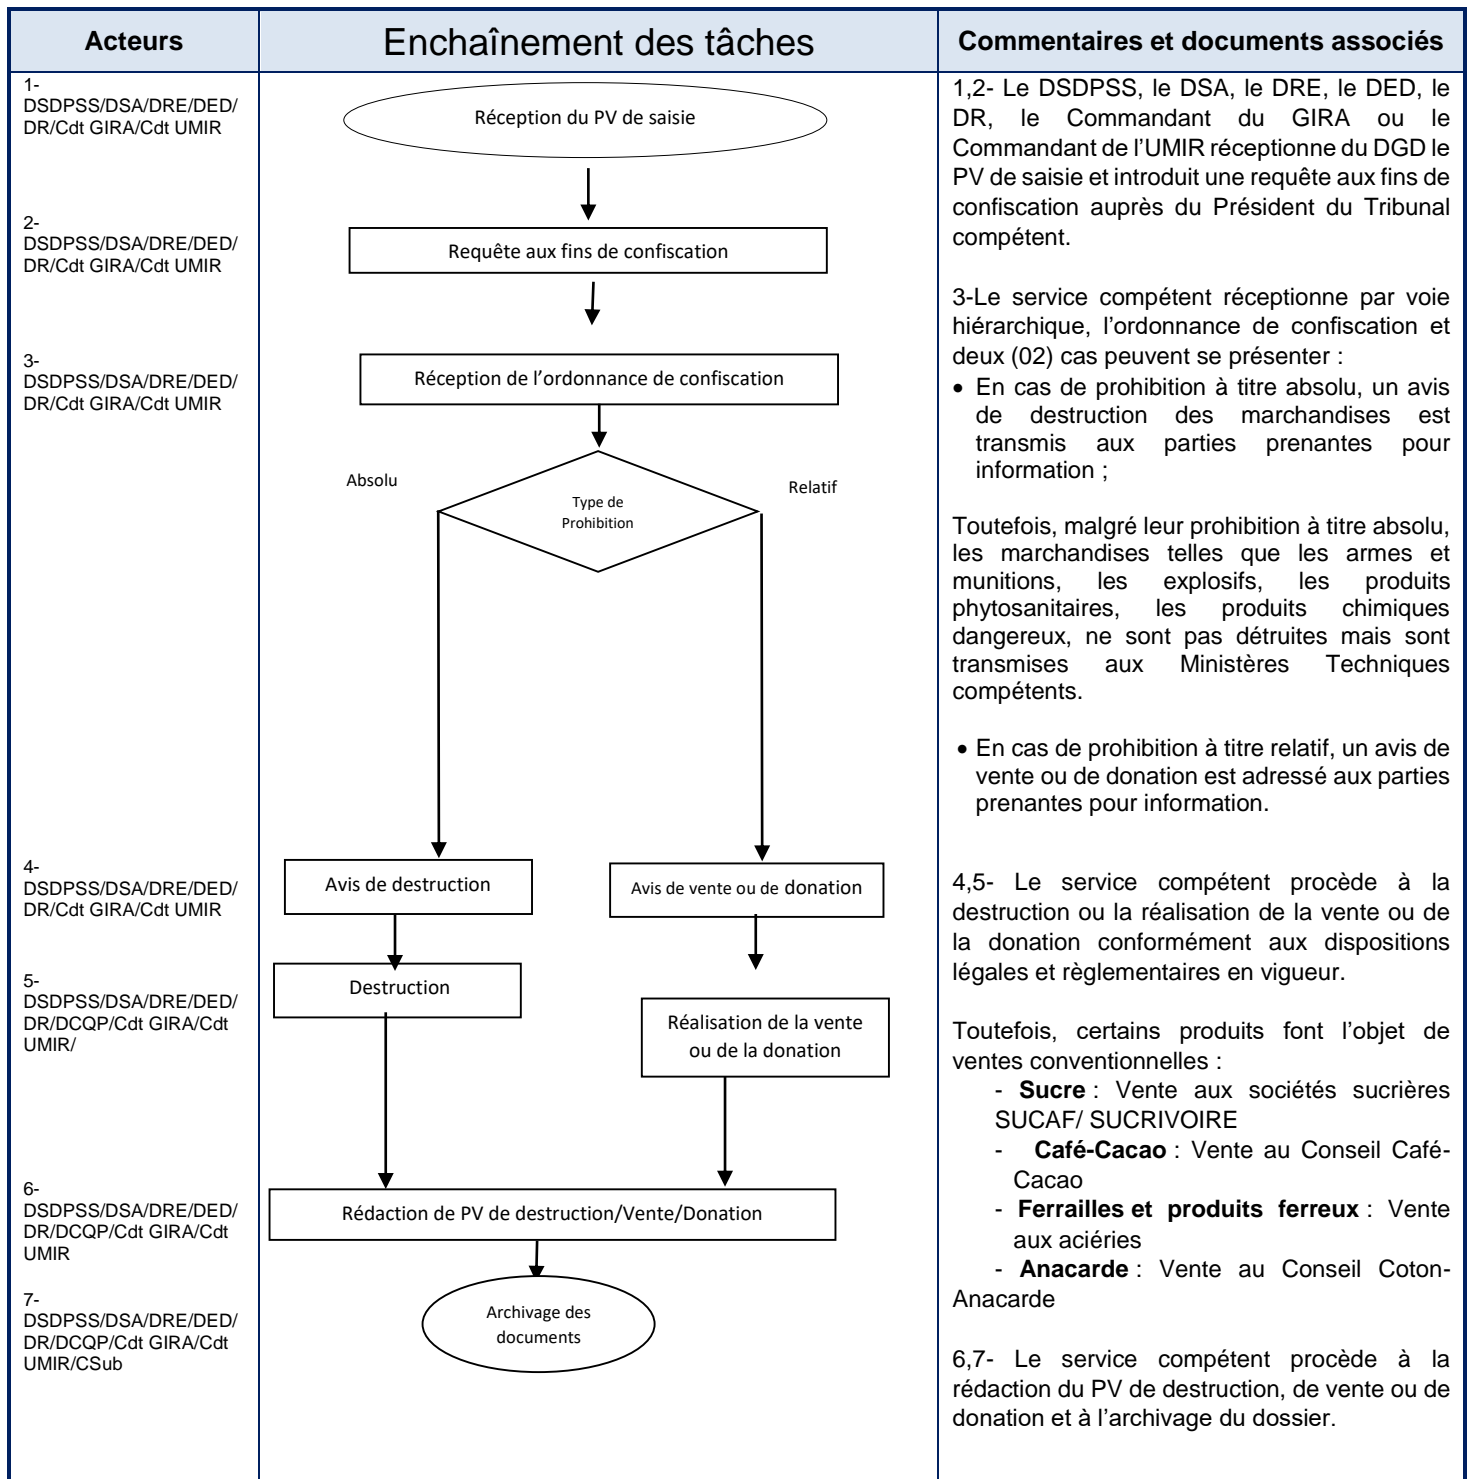 Acteurs
Enchaînement des tâches
Commentaires et documents associés
1-
DSDPSS/DSA/DRE/DED/
DR/Cdt GIRA/Cdt UMIR
2-
DSDPSS/DSA/DRE/DED/
DR/Cdt GIRA/Cdt UMIR
3-
DSDPSS/DSA/DRE/DED/
DR/Cdt GIRA/Cdt UMIR
4-
DSDPSS/DSA/DRE/DED/
DR/Cdt GIRA/Cdt UMIR
5-
DSDPSS/DSA/DRE/DED/
DR/DCQP/Cdt GIRA/Cdt
UMIR/
6-
DSDPSS/DSA/DRE/DED/
DR/DCQP/Cdt GIRA/Cdt
UMIR
7-
DSDPSS/DSA/DRE/DED/
DR/DCQP/Cdt GIRA/Cdt
UMIR/CSub
Réception du PV de saisie
Requête aux fins de confiscation
Réception de l’ordonnance de confiscation
Absolu
Relatif
Type de
Prohibition
Avis de destruction
Avis de vente ou de donation
Destruction
Réalisation de la vente
ou de la donation
Rédaction de PV de destruction/Vente/Donation
Archivage des
documents
1,2- Le DSDPSS, le DSA, le DRE, le DED, le
DR, le Commandant du GIRA ou le
Commandant de l’UMIR réceptionne du DGD le
PV de saisie et introduit une requête aux fins de
confiscation auprès du Président du Tribunal
compétent.
3-Le service compétent réceptionne par voie
hiérarchique, l’ordonnance de confiscation et
deux (02) cas peuvent se présenter :
• En cas de prohibition à titre absolu, un avis
de destruction des marchandises est
transmis aux parties prenantes pour
information ;
Toutefois, malgré leur prohibition à titre absolu,
les marchandises telles que les armes et
munitions, les explosifs, les produits
phytosanitaires, les produits chimiques
dangereux, ne sont pas détruites mais sont
transmises aux Ministères Techniques
compétents.
• En cas de prohibition à titre relatif, un avis de
vente ou de donation est adressé aux parties
prenantes pour information.
4,5- Le service compétent procède à la
destruction ou la réalisation de la vente ou de
la donation conformément aux dispositions
légales et règlementaires en vigueur.
Toutefois, certains produits font l’objet de
ventes conventionnelles :
- Sucre : Vente aux sociétés sucrières
SUCAF/ SUCRIVOIRE
- Café-Cacao : Vente au Conseil Café-
Cacao
- Ferrailles et produits ferreux : Vente
aux aciéries
- Anacarde : Vente au Conseil Coton-
Anacarde
6,7- Le service compétent procède à la
rédaction du PV de destruction, de vente ou de
donation et à l’archivage du dossier.